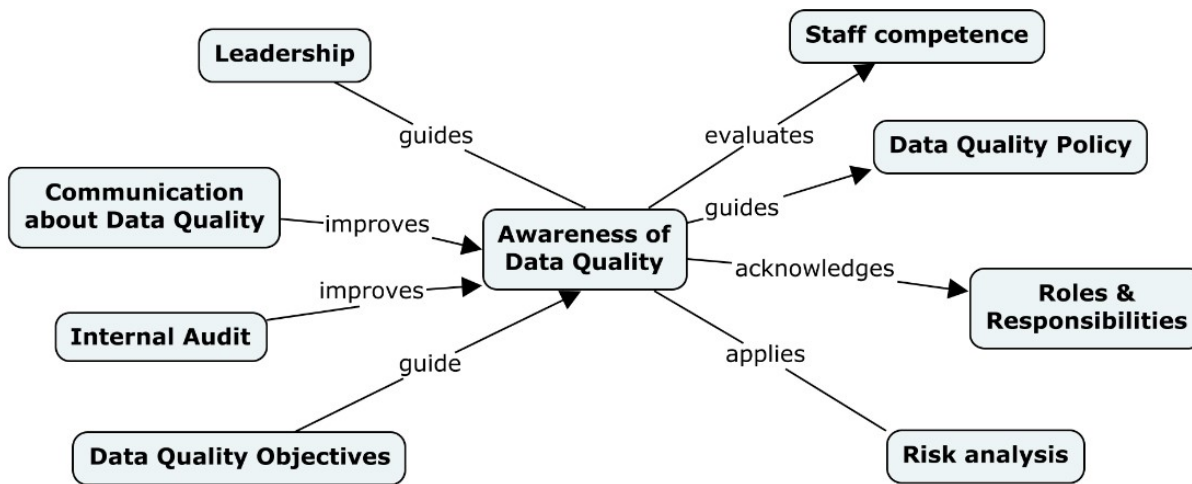 Leadership
Staff competence
guides
evaluates
Data Quality Policy
Communication
about Data Quality
improves
guides
Awareness of
Data Quality
acknowledges
improves
Roles &
Responsibilities
Internal Audit
guide
applies
Data Quality Objectives
Risk analysis